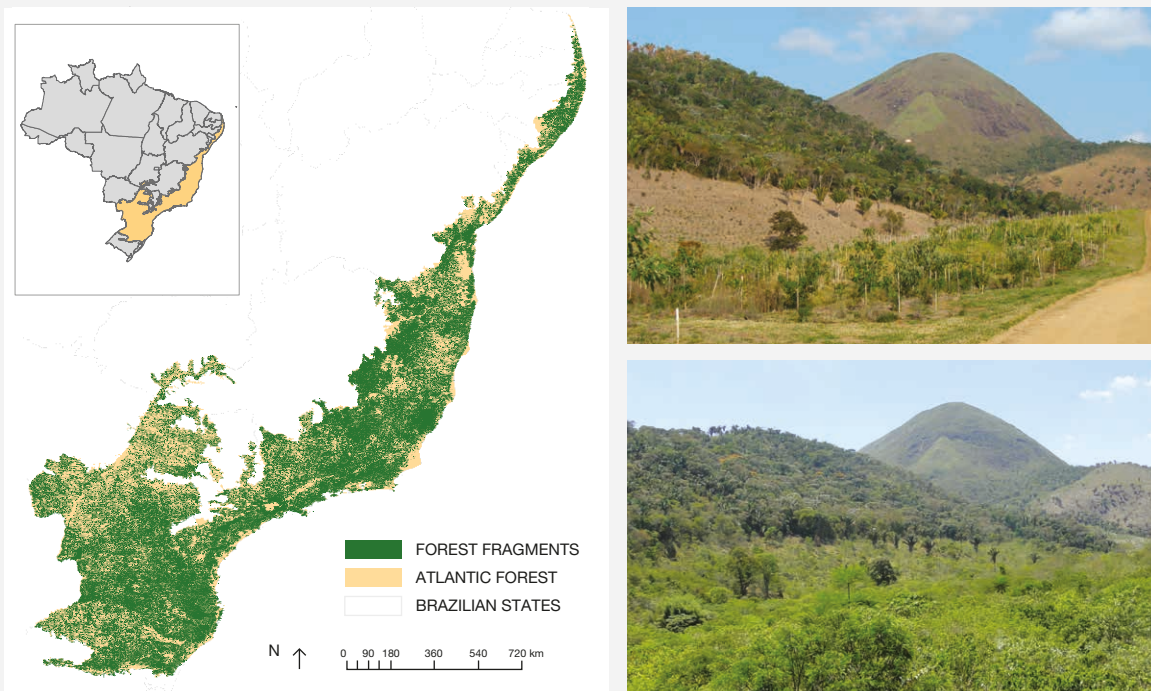 FOREST FRAGMENTS
ATLANTIC FOREST
BRAZILIAN STATES
N
0 90 180 360 540 720 km